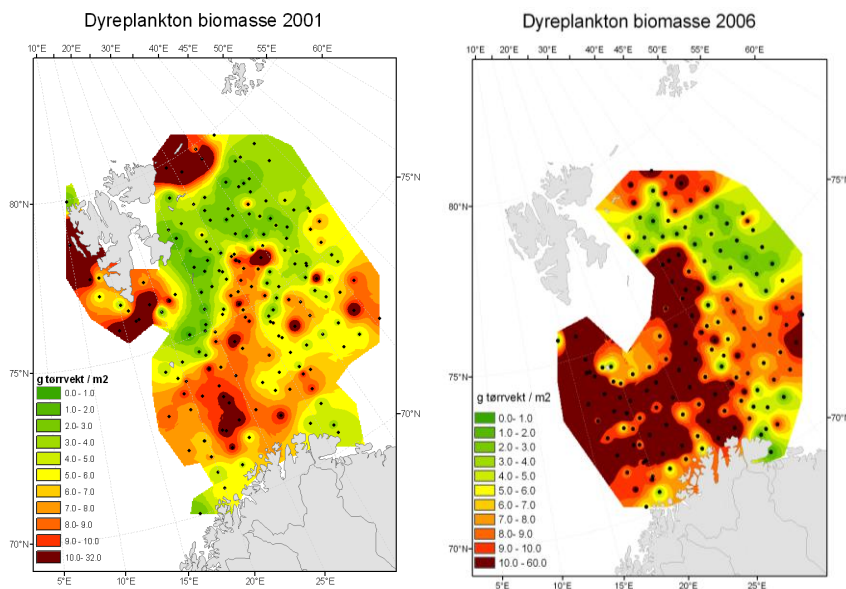 Dyreplankton biomasse 2001
10°E 20°E 30°E 40°E 45°E 50°E 55°E 60°E
75°N
80°N
75°N
70°N
70°N
g tørrvekt / m2
0.0- 1.0
1.0 - 2.0
2.0 - 3.0
3.0 - 4.0
4.0 - 5.0
5.0 - 6.0
6.0 - 7.0
7.0 - 8.0
8.0- 9.0
9.0 - 10.0
10.0- 32.0
5°E 10°E 15°E 20°E 25°E
Dyreplankton biomasse 2006
10°E 20°E 30°E 40°E 45°E 50°E 55°E 60°E
75°N
80°N
75°N
70°N
70°N
g tørrvekt / m2
0.0- 1.0
1.0 - 2.0
2.0 - 3.0
3.0 - 4.0
4.0 - 5.0
5.0 - 6.0
6.0 - 7.0
7.0 - 8.0
8.0- 9.0
9.0 - 10.0
10.0 - 60.0
5°E 10°E 15°E 20°E 25°E